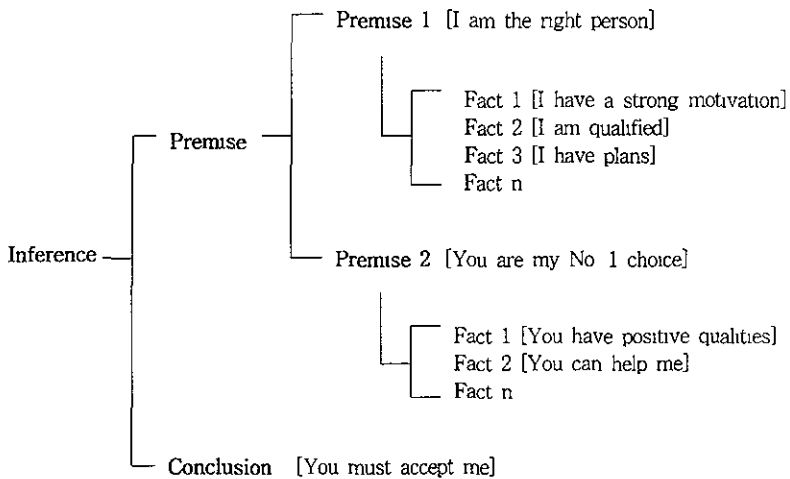 Premise 1 [I am the right person]
Fact 1 [I have a strong motivation]
Fact 2 [I am qualified]
Premise
Fact 3 [I have plans]
Fact n
Inference
Premise 2 [You are my No 1 choice]
Fact 1 [You have positive qualities]
Fact 2 [You can help me]
Fact n
Conclusion [You must accept me]